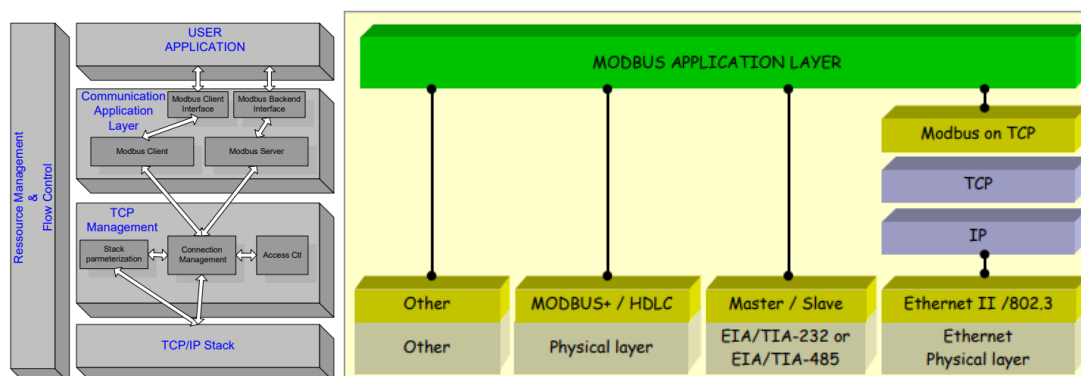 Ressource Management
&
Flow Control
USER
APPLICATION
Communication
Application
Layer
Modbus Client
Interface
Modbus Backend
Interface
Modbus Client
Modbus Server
TCP
Management
Stack
parmeterization
Connection
Management
Access Ctl
TCP/IP Stack
MODBUS APPLICATION LAYER
Modbus on TCP
TCP
IP
Other
MODBUS+ / HDLC
Master / Slave
Ethernet II /802.3
Other
Physical layer
EIA/TIA-232 or
EIA/TIA-485
Ethernet
Physical layer